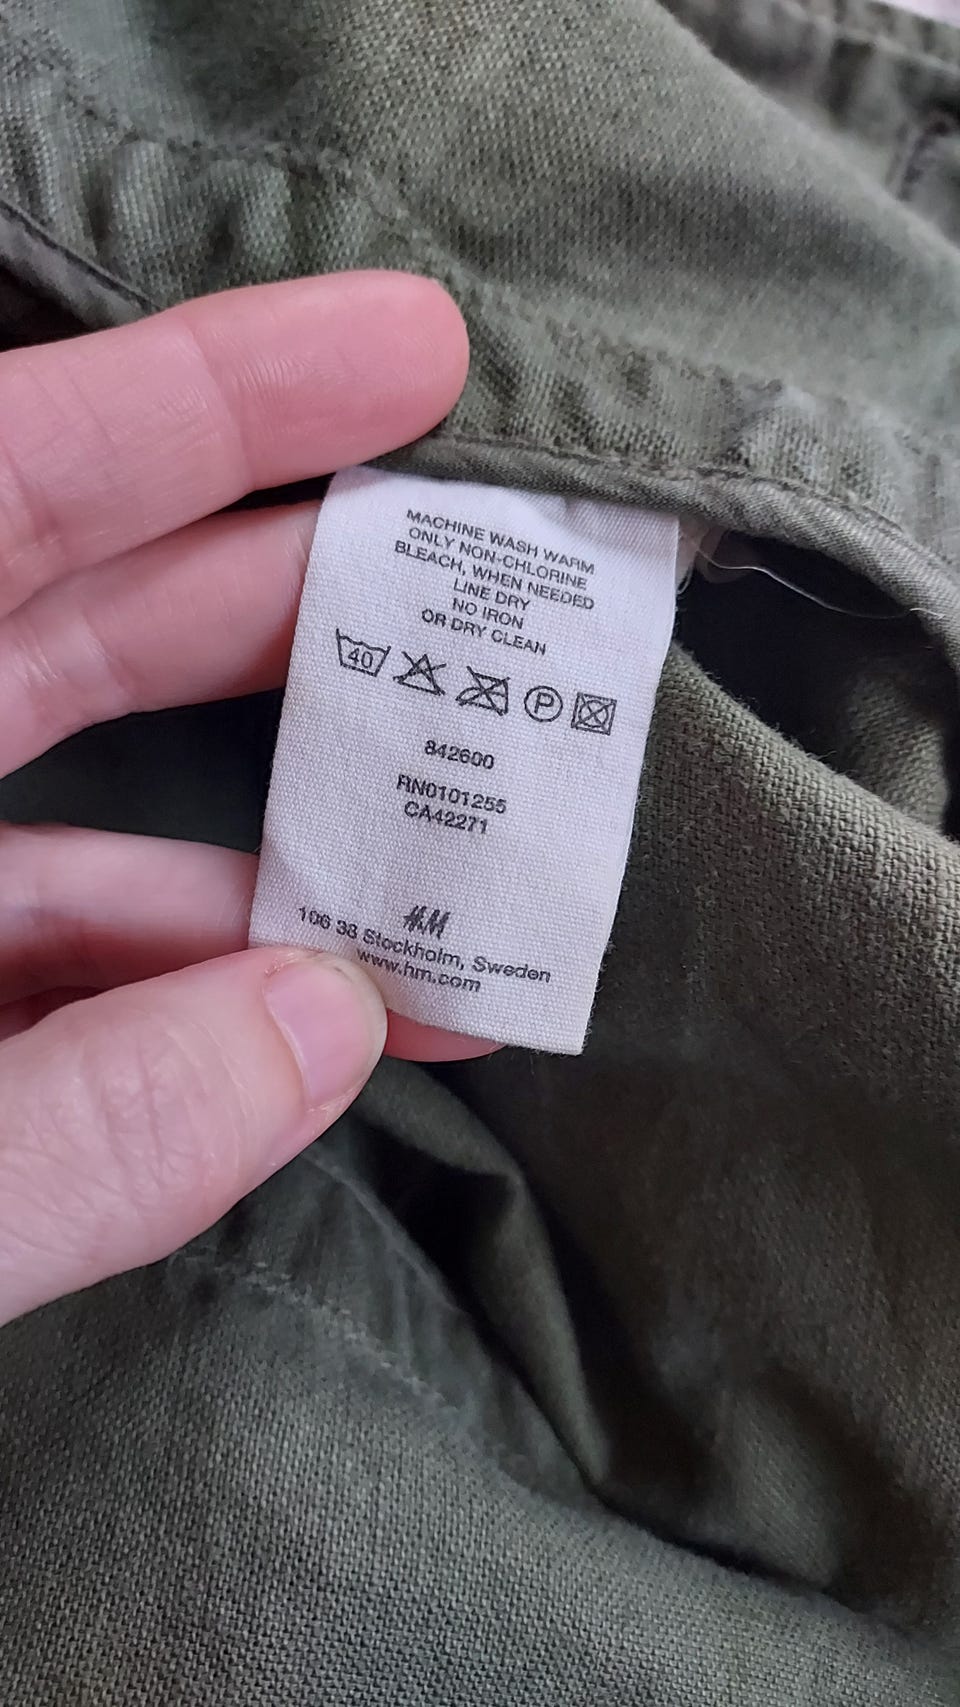 MACHINE WASH WARM
ONLY NON-CHLORINE
BLEACH, WHEN NEEDED
LINE DRY
NO IRON
OR DRY CLEAN
40 P
842600
RN0101255
CA42271
H&M
106 38 Stockholm, Sweden
www.hm.com